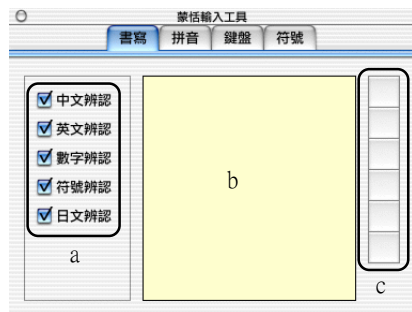 蒙恬輸入工具
書寫 拼音 鍵盤 符號
中文辨認
英文辨認
數字辨認
符號辨認
日文辨認
a
b
c